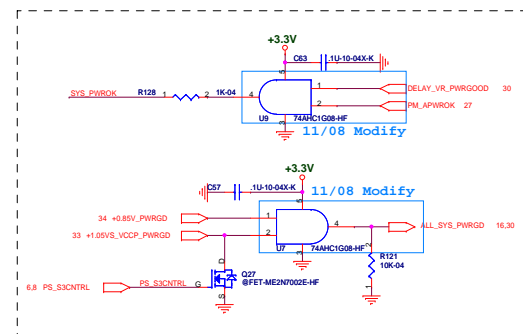 +3.3V
C63 .1U-10-04X-K
5
SYS_PWROK 1 R128 2 1K-04 4 1 DELAY_VR_PWRGOOD 30
2 PM_APWROK 27
U9 3 74AHC1G08-HF
11/08 Modify
+3.3V
C57 .1U-10-04X-K
11/08 Modify
5
34 +0.85V_PWRGD 1
4 ALL_SYS_PWRGD 16,30
33 +1.05VS_VCCP_PWRGD 2
U7 3 74AHC1G08-HF
2
R121
10K-04
1
D
Q27
@FET-ME2N7002E-HF
6,8 PS_S3CNTRL PS_S3CNTRL G
S